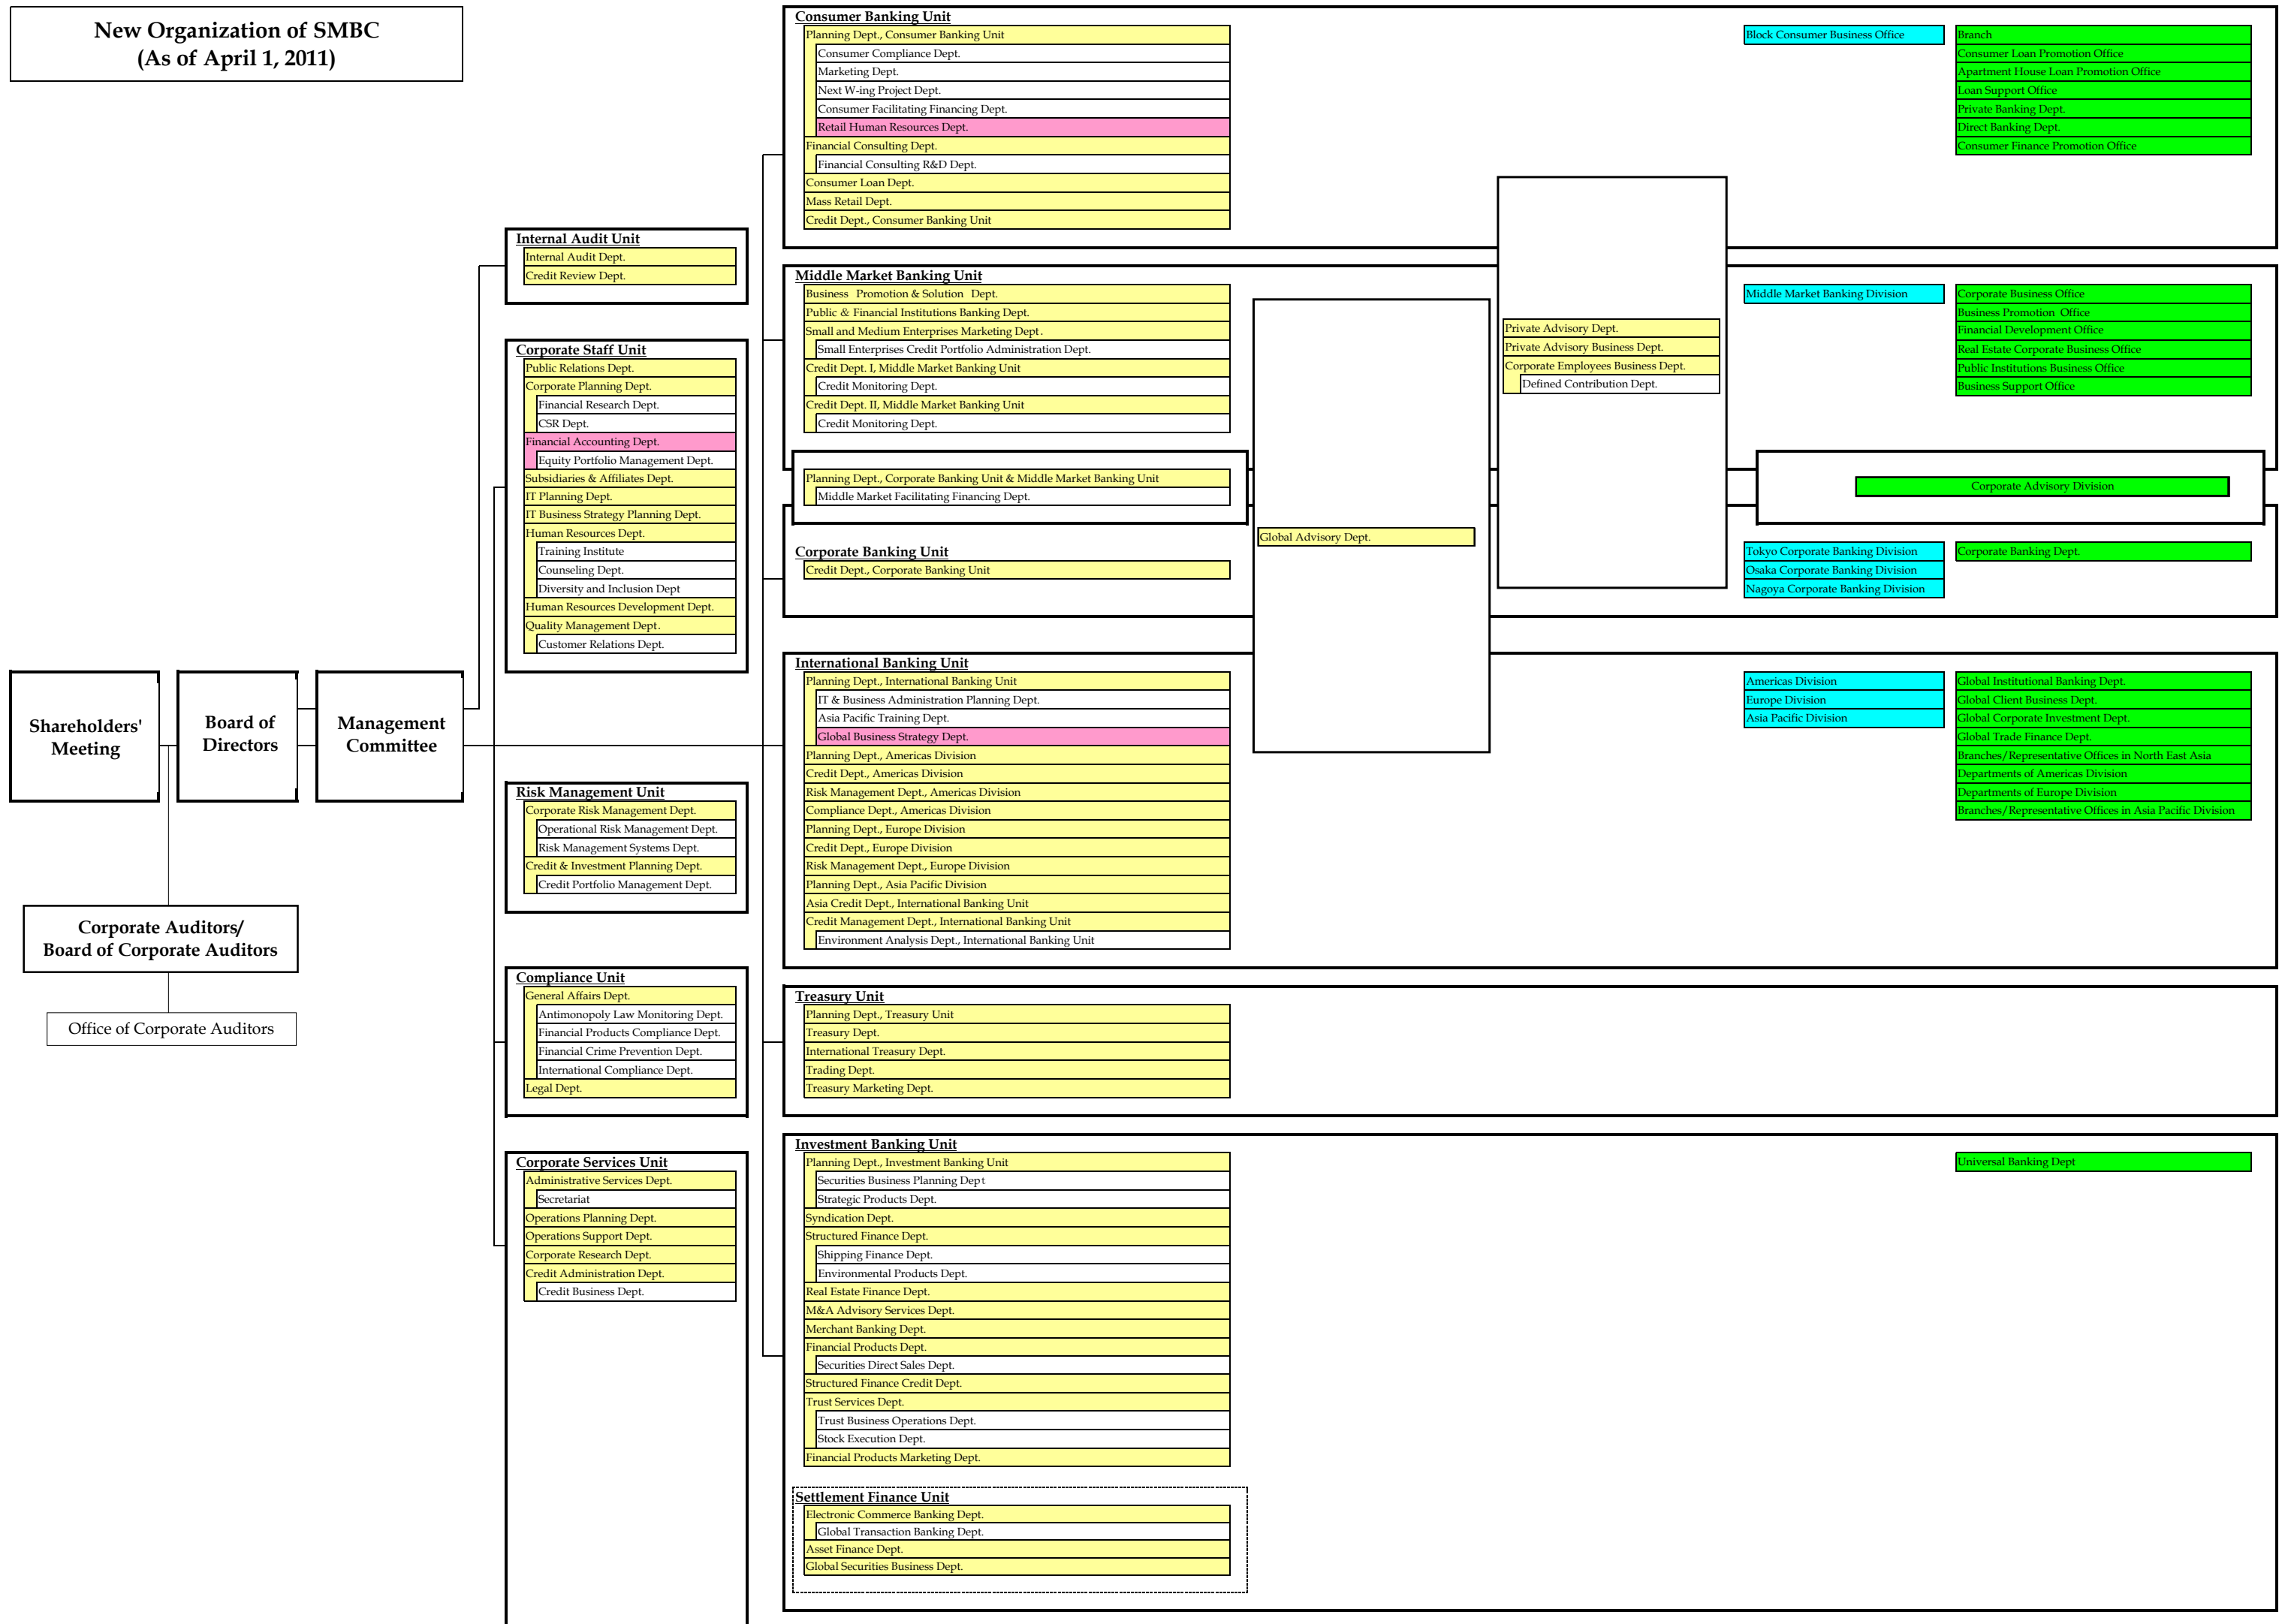 New Organization of SMBC
(As of April 1, 2011)
Shareholders'
Meeting
Board of
Directors
Management
Committee
Corporate Auditors/
Board of Corporate Auditors
Office of Corporate Auditors
Internal Audit Unit
Internal Audit Dept.
Credit Review Dept.
Corporate Staff Unit
Public Relations Dept.
Corporate Planning Dept.
Financial Research Dept.
CSR Dept.
Financial Accounting Dept.
Equity Portfolio Management Dept.
Subsidiaries & Affiliates Dept.
IT Planning Dept.
IT Business Strategy Planning Dept.
Human Resources Dept.
Training Institute
Counseling Dept.
Diversity and Inclusion Dept
Human Resources Development Dept.
Quality Management Dept.
Customer Relations Dept.
Risk Management Unit
Corporate Risk Management Dept.
Operational Risk Management Dept.
Risk Management Systems Dept.
Credit & Investment Planning Dept.
Credit Portfolio Management Dept.
Compliance Unit
General Affairs Dept.
Antimonopoly Law Monitoring Dept.
Financial Products Compliance Dept.
Financial Crime Prevention Dept.
International Compliance Dept.
Legal Dept.
Corporate Services Unit
Administrative Services Dept.
Secretariat
Operations Planning Dept.
Operations Support Dept.
Corporate Research Dept.
Credit Administration Dept.
Credit Business Dept.
Consumer Banking Unit
Planning Dept., Consumer Banking Unit
Consumer Compliance Dept.
Marketing Dept.
Next W-ing Project Dept.
Consumer Facilitating Financing Dept.
Retail Human Resources Dept.
Financial Consulting Dept.
Financial Consulting R&D Dept.
Consumer Loan Dept.
Mass Retail Dept.
Credit Dept., Consumer Banking Unit
Block Consumer Business Office
Branch
Consumer Loan Promotion Office
Apartment House Loan Promotion Office
Loan Support Office
Private Banking Dept.
Direct Banking Dept.
Consumer Finance Promotion Office
Middle Market Banking Unit
Business Promotion & Solution Dept.
Public & Financial Institutions Banking Dept.
Small and Medium Enterprises Marketing Dept.
Small Enterprises Credit Portfolio Administration Dept.
Credit Dept. I, Middle Market Banking Unit
Credit Monitoring Dept.
Credit Dept. II, Middle Market Banking Unit
Credit Monitoring Dept.
Planning Dept., Corporate Banking Unit & Middle Market Banking Unit
Middle Market Facilitating Financing Dept.
Private Advisory Dept.
Private Advisory Business Dept.
Corporate Employees Business Dept.
Defined Contribution Dept.
Middle Market Banking Division
Corporate Business Office
Business Promotion Office
Financial Development Office
Real Estate Corporate Business Office
Public Institutions Business Office
Business Support Office
Corporate Advisory Division
Global Advisory Dept.
Corporate Banking Unit
Credit Dept., Corporate Banking Unit
Tokyo Corporate Banking Division
Osaka Corporate Banking Division
Nagoya Corporate Banking Division
Corporate Banking Dept.
International Banking Unit
Planning Dept., International Banking Unit
IT & Business Administration Planning Dept.
Asia Pacific Training Dept.
Global Business Strategy Dept.
Planning Dept., Americas Division
Credit Dept., Americas Division
Risk Management Dept., Americas Division
Compliance Dept., Americas Division
Planning Dept., Europe Division
Credit Dept., Europe Division
Risk Management Dept., Europe Division
Planning Dept., Asia Pacific Division
Asia Credit Dept., International Banking Unit
Credit Management Dept., International Banking Unit
Environment Analysis Dept., International Banking Unit
Americas Division
Europe Division
Asia Pacific Division
Global Institutional Banking Dept.
Global Client Business Dept.
Global Corporate Investment Dept.
Global Trade Finance Dept.
Branches/Representative Offices in North East Asia
Departments of Americas Division
Departments of Europe Division
Branches/Representative Offices in Asia Pacific Division
Treasury Unit
Planning Dept., Treasury Unit
Treasury Dept.
International Treasury Dept.
Trading Dept.
Treasury Marketing Dept.
Investment Banking Unit
Planning Dept., Investment Banking Unit
Securities Business Planning Dept
Strategic Products Dept.
Syndication Dept.
Structured Finance Dept.
Shipping Finance Dept.
Environmental Products Dept.
Real Estate Finance Dept.
M&A Advisory Services Dept.
Merchant Banking Dept.
Financial Products Dept.
Securities Direct Sales Dept.
Structured Finance Credit Dept.
Trust Services Dept.
Trust Business Operations Dept.
Stock Execution Dept.
Financial Products Marketing Dept.
Universal Banking Dept
Settlement Finance Unit
Electronic Commerce Banking Dept.
Global Transaction Banking Dept.
Asset Finance Dept.
Global Securities Business Dept.